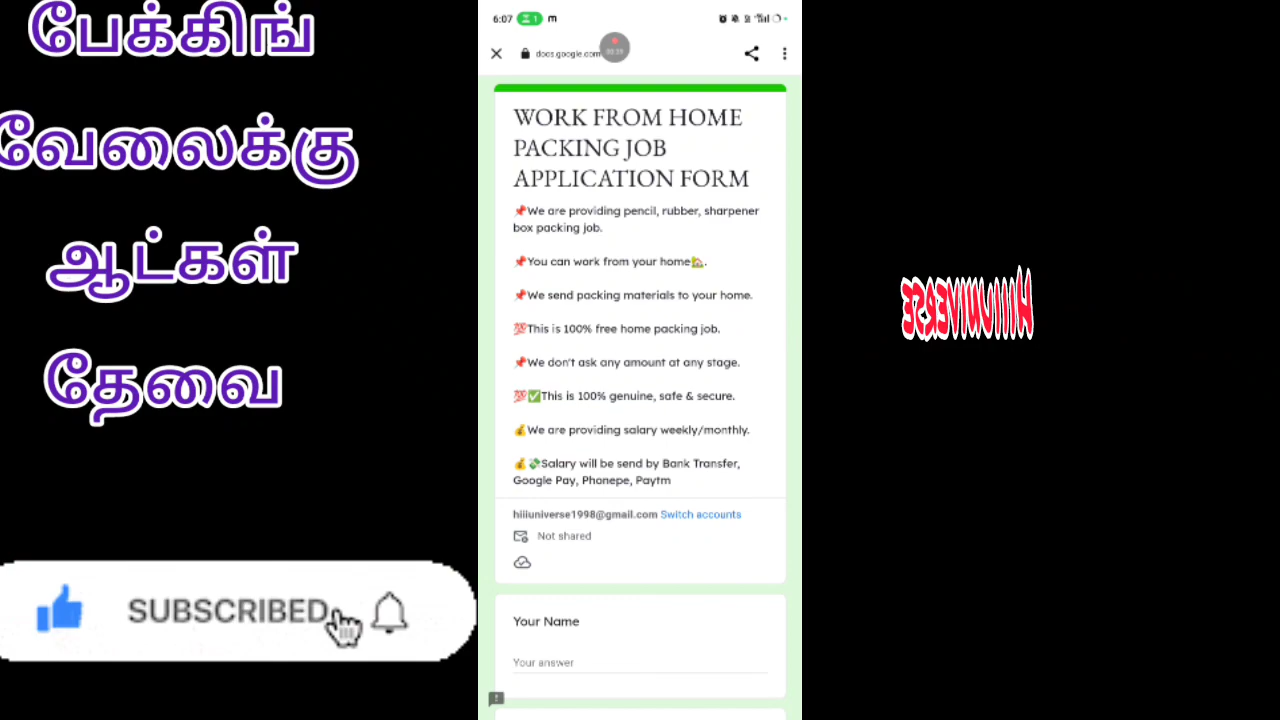 பேக்கிங்
வேலைக்கு
ஆட்கள்
தேவை
SUBSCRIBED
6:07
1
m
docs.google.com
WORK FROM HOME
PACKING JOB
APPLICATION FORM
📌We are providing pencil, rubber, sharpener
box packing job.
📌You can work from your home🏡.
📌We send packing materials to your home.
💯This is 100% free home packing job.
📌We don't ask any amount at any stage.
💯✅This is 100% genuine, safe & secure.
💰We are providing salary weekly/monthly.
💰💸Salary will be send by Bank Transfer,
Google Pay, Phonepe, Paytm
hiiiuniverse1998@gmail.com Switch accounts
Not shared
Your Name
Your answer
HiiiUNIVERSE